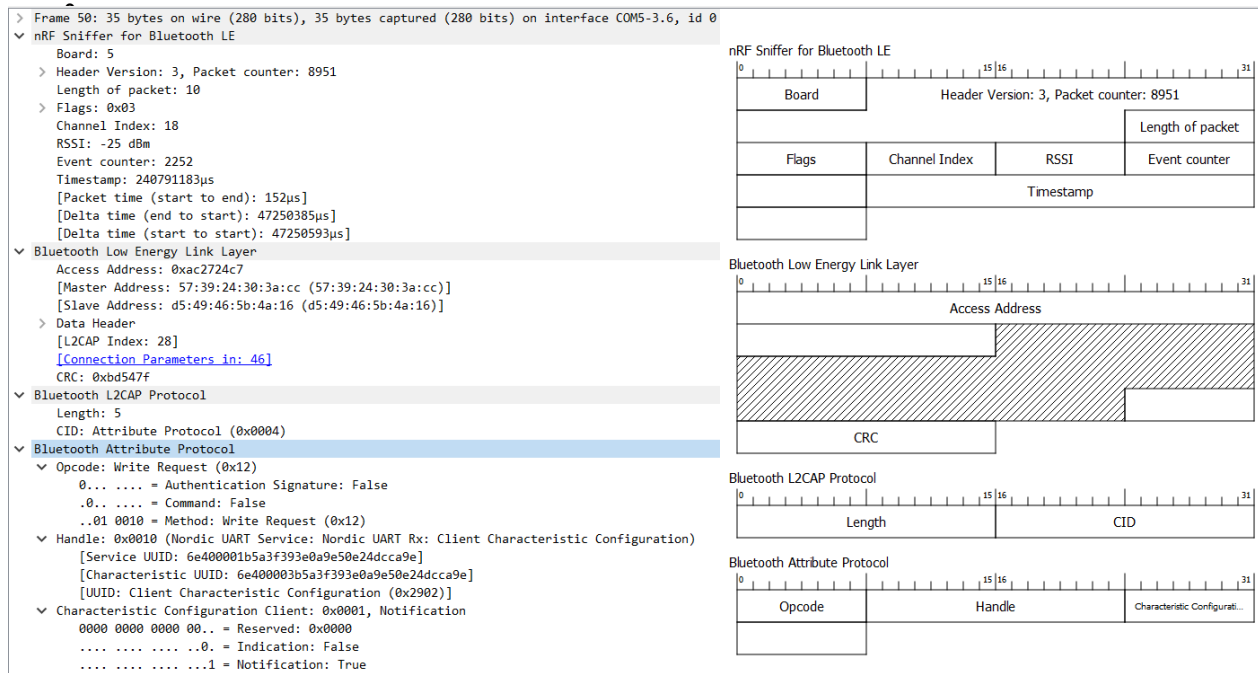 Frame 50: 35 bytes on wire (280 bits), 35 bytes captured (280 bits) on interface COM5-3.6, id 0
nRF Sniffer for Bluetooth LE
Board: 5
Header Version: 3, Packet counter: 8951
Length of packet: 10
Flags: 0x03
Channel Index: 18
RSSI: -25 dBm
Event counter: 2252
Timestamp: 240791183µs
[Packet time (start to end): 152µs]
[Delta time (end to start): 47250385µs]
[Delta time (start to start): 47250593µs]
Bluetooth Low Energy Link Layer
Access Address: 0xac2724c7
[Master Address: 57:39:24:30:3a:cc (57:39:24:30:3a:cc)]
[Slave Address: d5:49:46:5b:4a:16 (d5:49:46:5b:4a:16)]
Data Header
[L2CAP Index: 28]
[Connection Parameters in: 46]
CRC: 0xbd547f
Bluetooth L2CAP Protocol
Length: 5
CID: Attribute Protocol (0x0004)
Bluetooth Attribute Protocol
Opcode: Write Request (0x12)
0... .... = Authentication Signature: False
.0.. .... = Command: False
..01 0010 = Method: Write Request (0x12)
Handle: 0x0010 (Nordic UART Service: Nordic UART Rx: Client Characteristic Configuration)
[Service UUID: 6e400001b5a3f393e0a9e50e24dcca9e]
[Characteristic UUID: 6e400003b5a3f393e0a9e50e24dcca9e]
[UUID: Client Characteristic Configuration (0x2902)]
Characteristic Configuration Client: 0x0001, Notification
0000 0000 0000 00.. = Reserved: 0x0000
.... .... .... ..0. = Indication: False
.... .... .... ...1 = Notification: True
nRF Sniffer for Bluetooth LE
0 15 16 31
Board Header Version: 3, Packet counter: 8951
Length of packet
Flags Channel Index RSSI Event counter
Timestamp
Bluetooth Low Energy Link Layer
0 15 16 31
Access Address
CRC
Bluetooth L2CAP Protocol
0 15 16 31
Length CID
Bluetooth Attribute Protocol
0 15 16 31
Opcode Handle Characteristic Configurati...